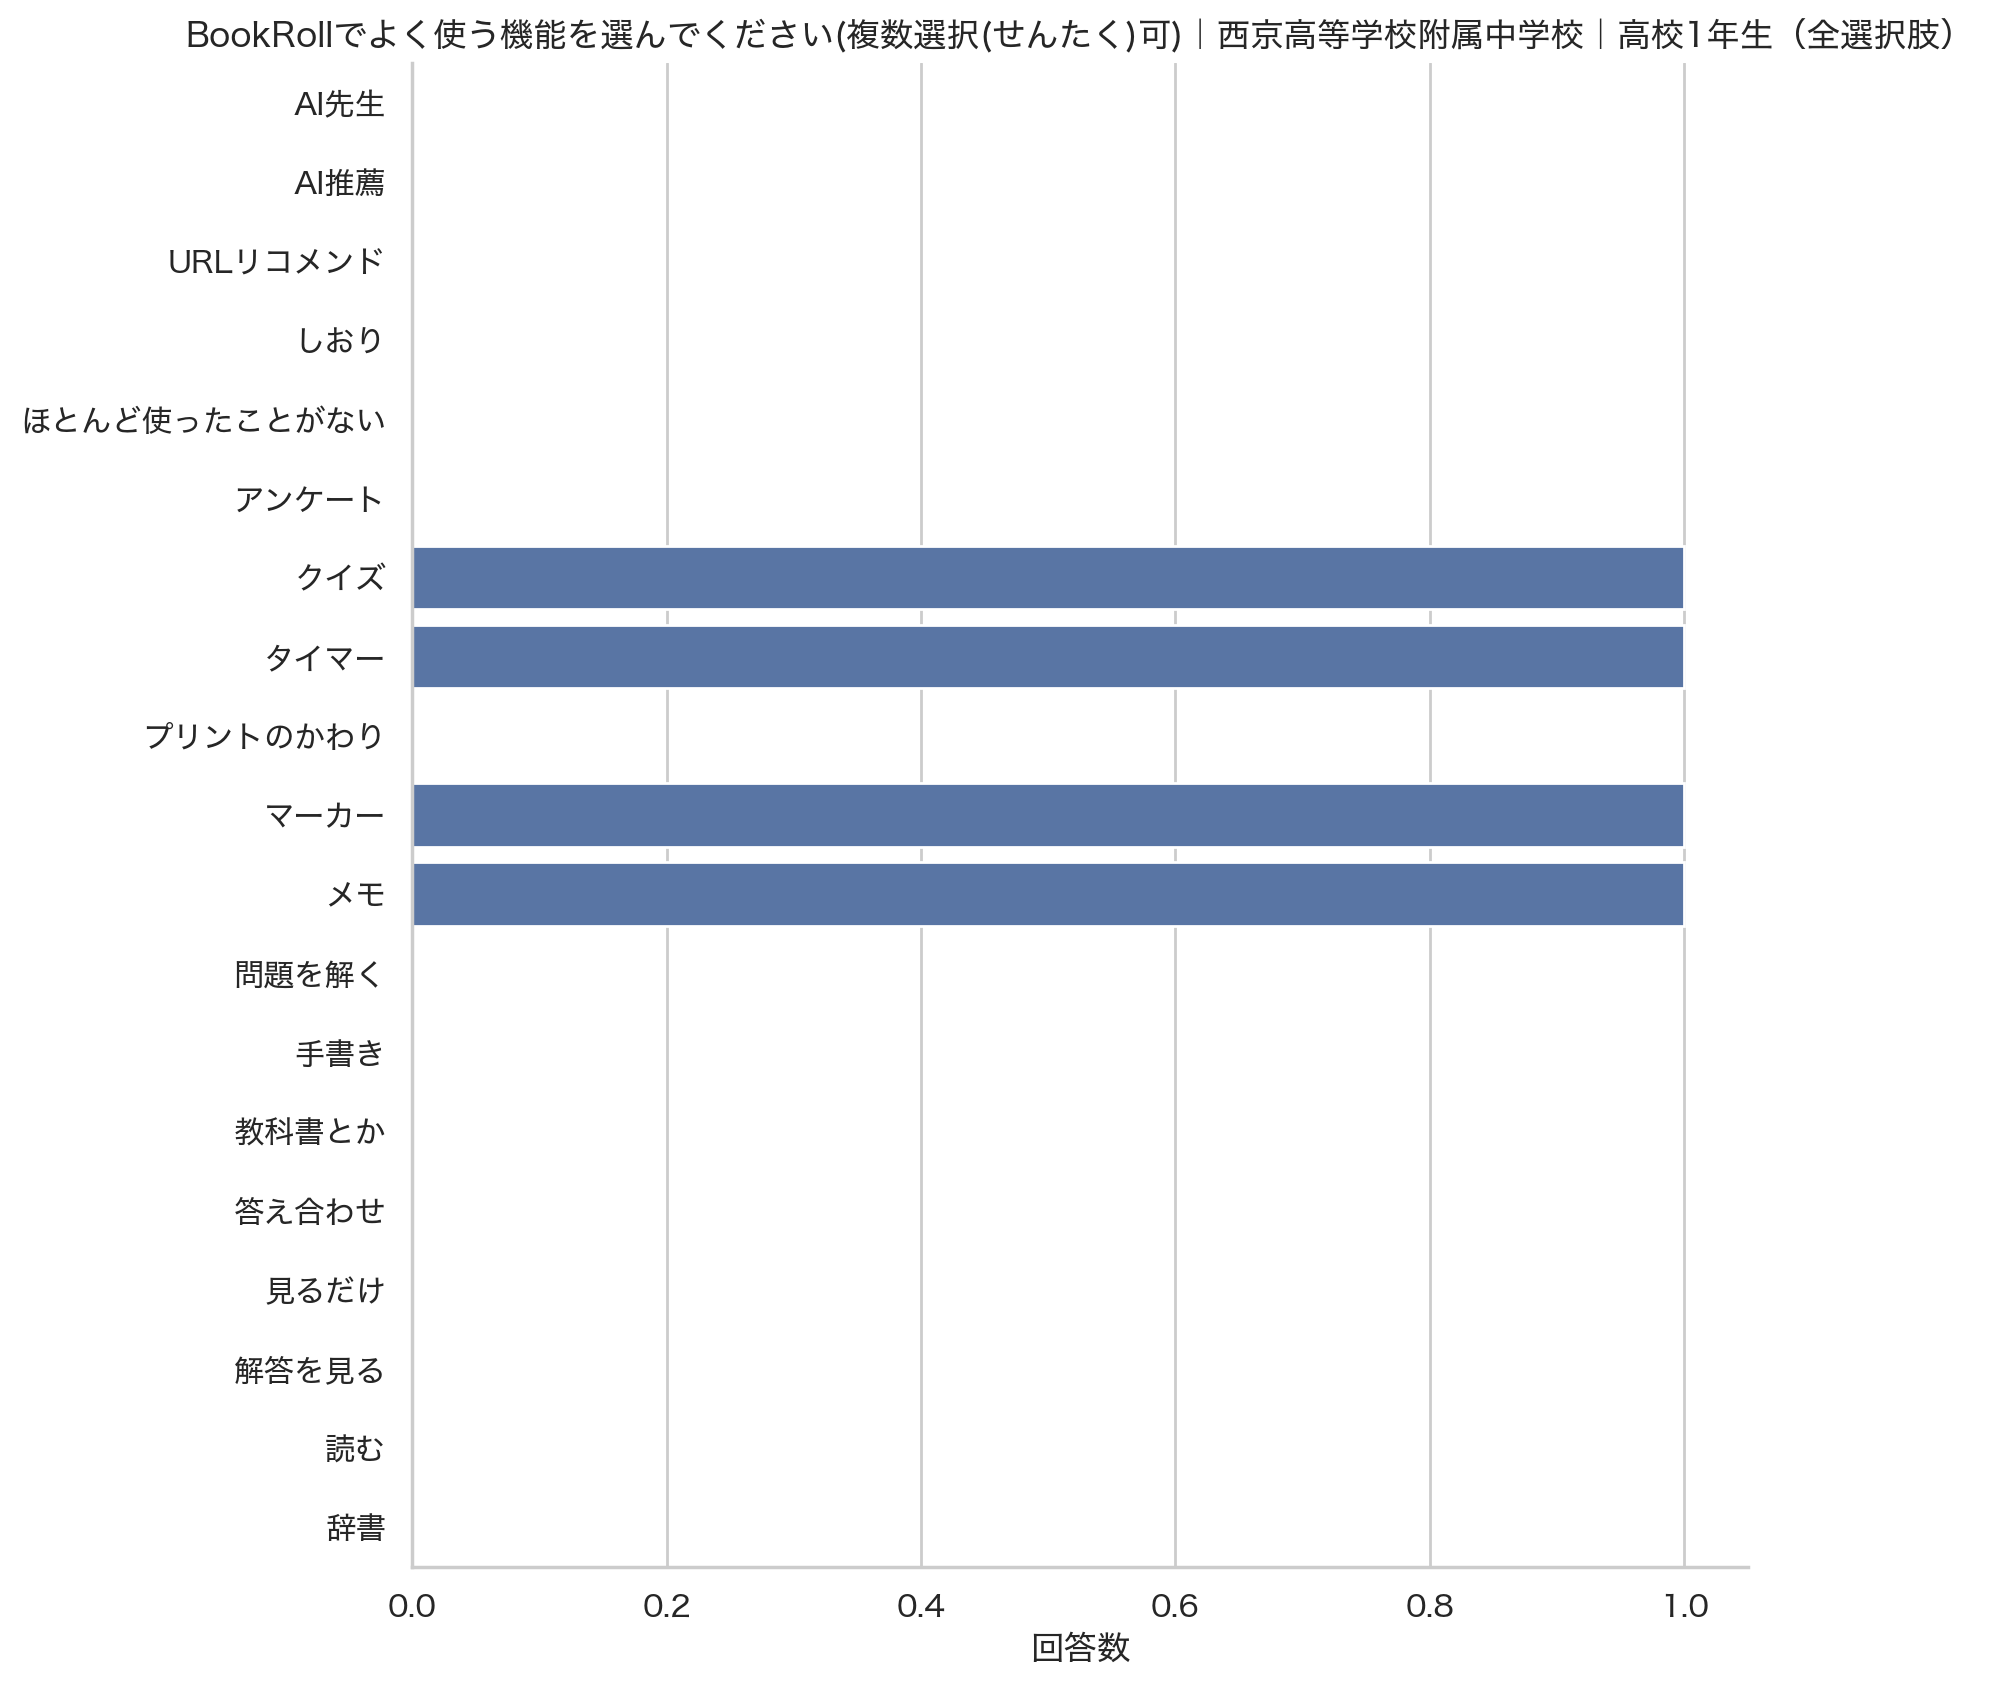 BookRollでよく使う機能を選んでください(複数選択(せんたく)可)｜西京高等学校附属中学校｜高校1年生（全選択肢）
AI先生
AI推薦
URLリコメンド
しおり
ほとんど使ったことがない
アンケート
クイズ
タイマー
プリントのかわり
マーカー
メモ
問題を解く
手書き
教科書とか
答え合わせ
見るだけ
解答を見る
読む
辞書
0.0 0.2 0.4 0.6 0.8 1.0
回答数